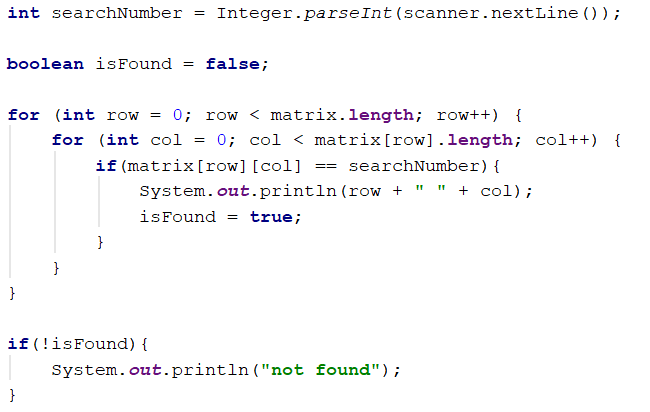 int searchNumber = Integer.parseInt(scanner.nextLine());
boolean isFound = false;
for (int row = 0; row < matrix.length; row++) {
    for (int col = 0; col < matrix[row].length; col++) {
        if(matrix[row][col] == searchNumber){
            System.out.println(row + " " + col);
            isFound = true;
        }
    }
}
if(!isFound){
    System.out.println("not found");
}